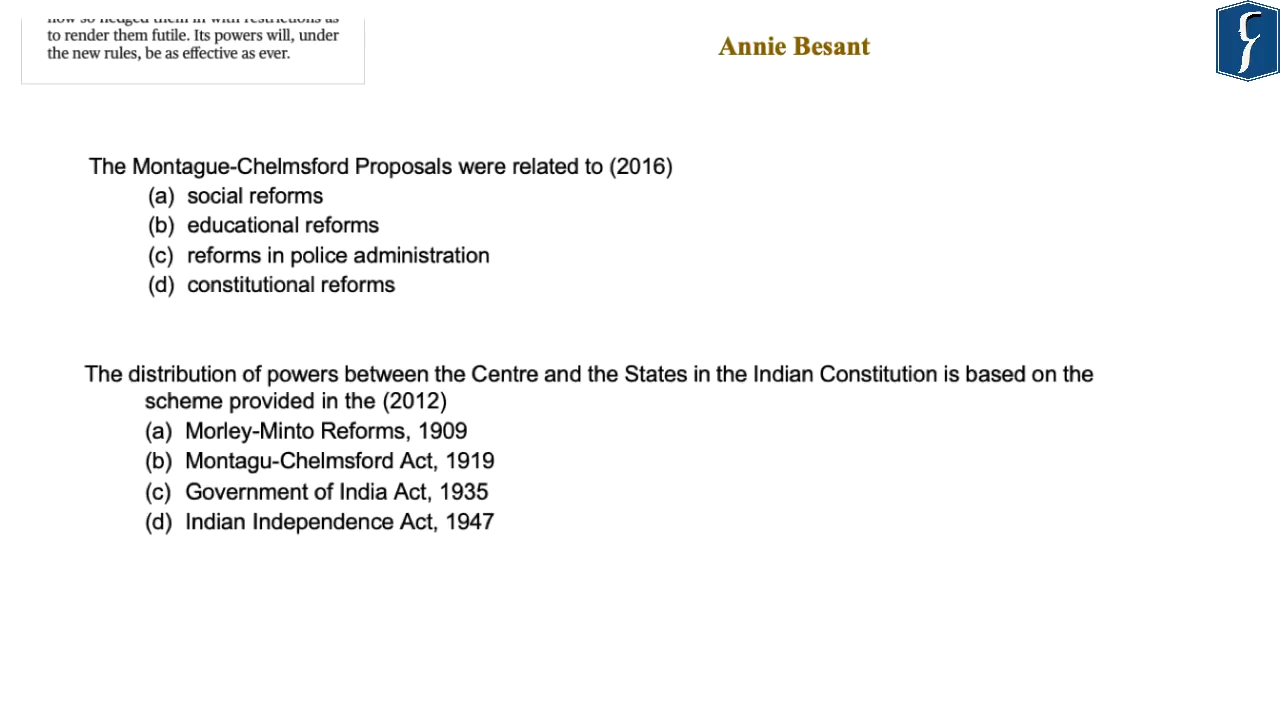 to render them futile. Its powers will, under
the new rules, be as effective as ever.
Annie Besant
The Montague-Chelmsford Proposals were related to (2016)
(a) social reforms
(b) educational reforms
(c) reforms in police administration
(d) constitutional reforms
The distribution of powers between the Centre and the States in the Indian Constitution is based on the
scheme provided in the (2012)
(a) Morley-Minto Reforms, 1909
(b) Montagu-Chelmsford Act, 1919
(c) Government of India Act, 1935
(d) Indian Independence Act, 1947